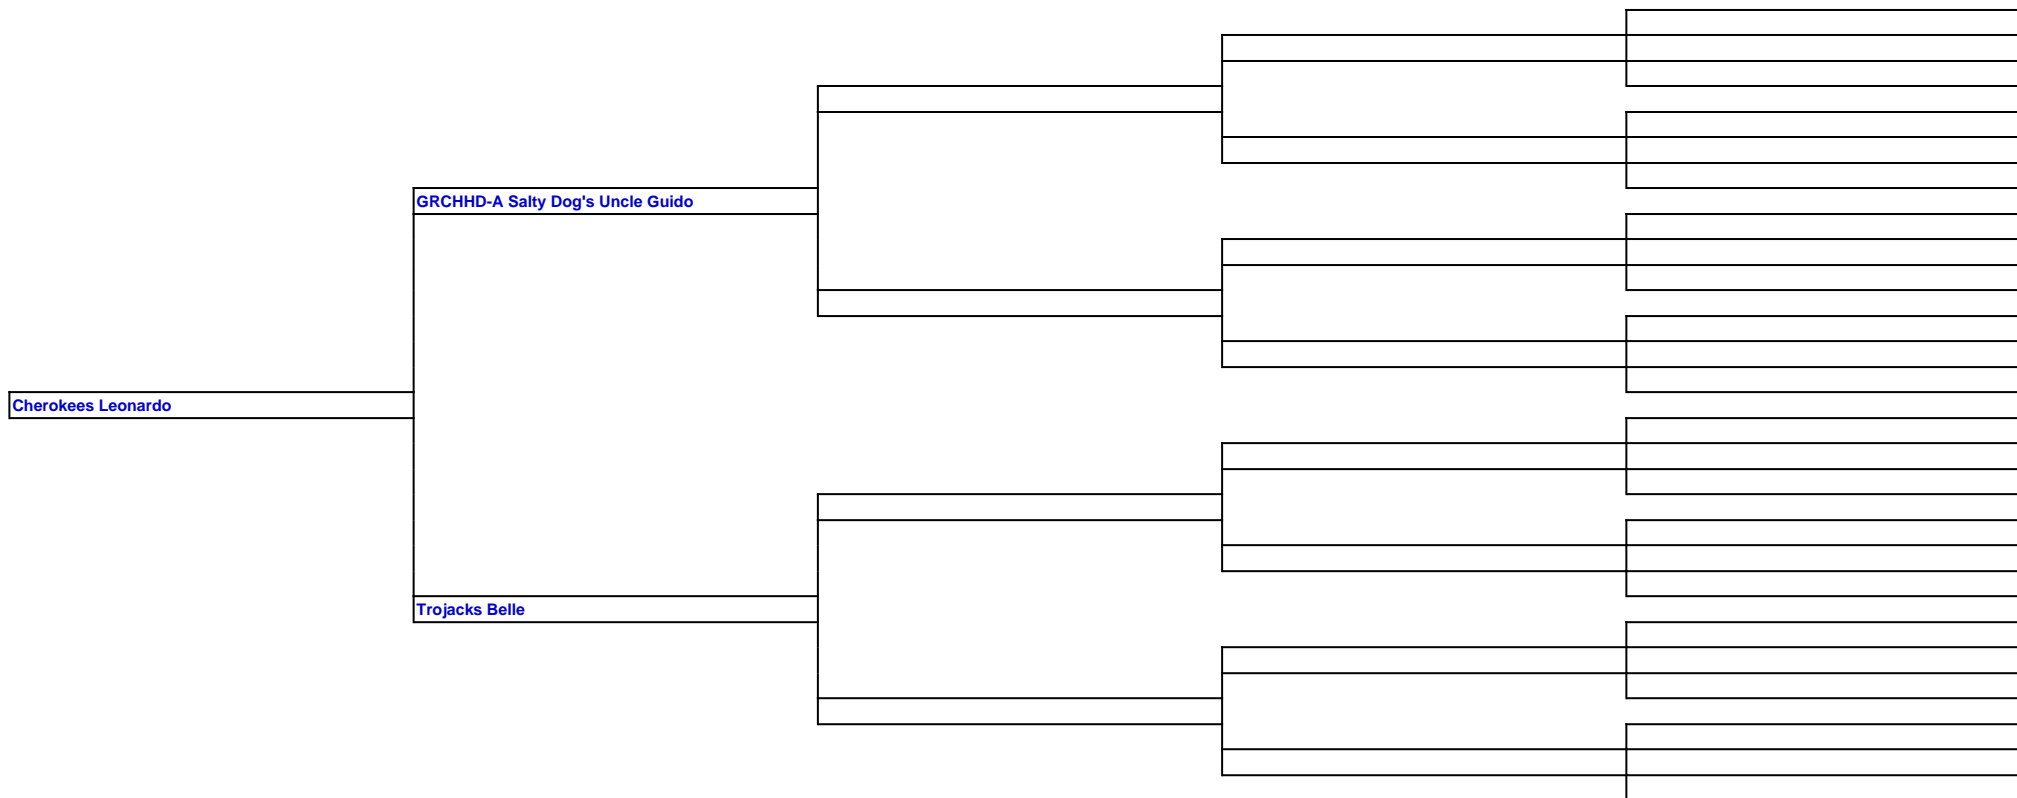 GRCHHD-A Salty Dog's Uncle Guido
Cherokees Leonardo
Trojacks Belle